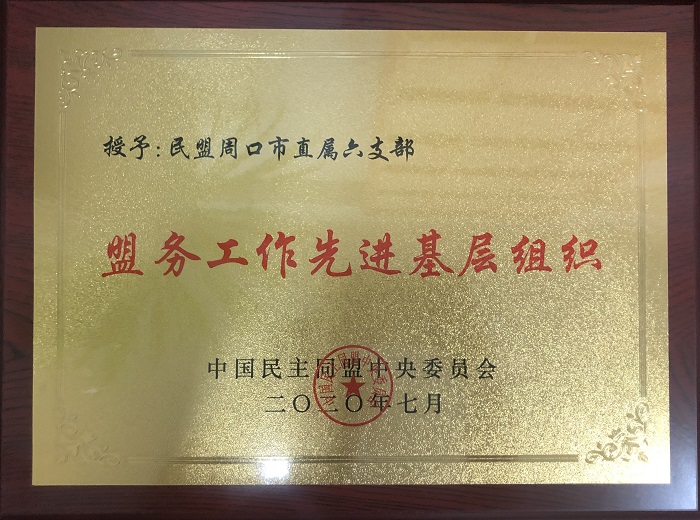 授予:民盟周口市直属六支部
盟务工作先进基层组织
中国民主同盟中央委员会
二〇二〇年七月